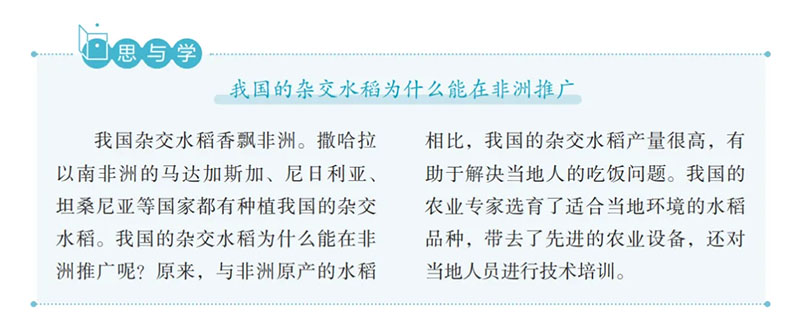 思与学
我国的杂交水稻为什么能在非洲推广
我国杂交水稻香飘非洲。撒哈拉
以南非洲的马达加斯加、尼日利亚、
坦桑尼亚等国家都有种植我国的杂交
水稻。我国的杂交水稻为什么能在非
洲推广呢？原来，与非洲原产的水稻
相比，我国的杂交水稻产量很高，有
助于解决当地人的吃饭问题。我国的
农业专家选育了适合当地环境的水稻
品种，带去了先进的农业设备，还对
当地人员进行技术培训。